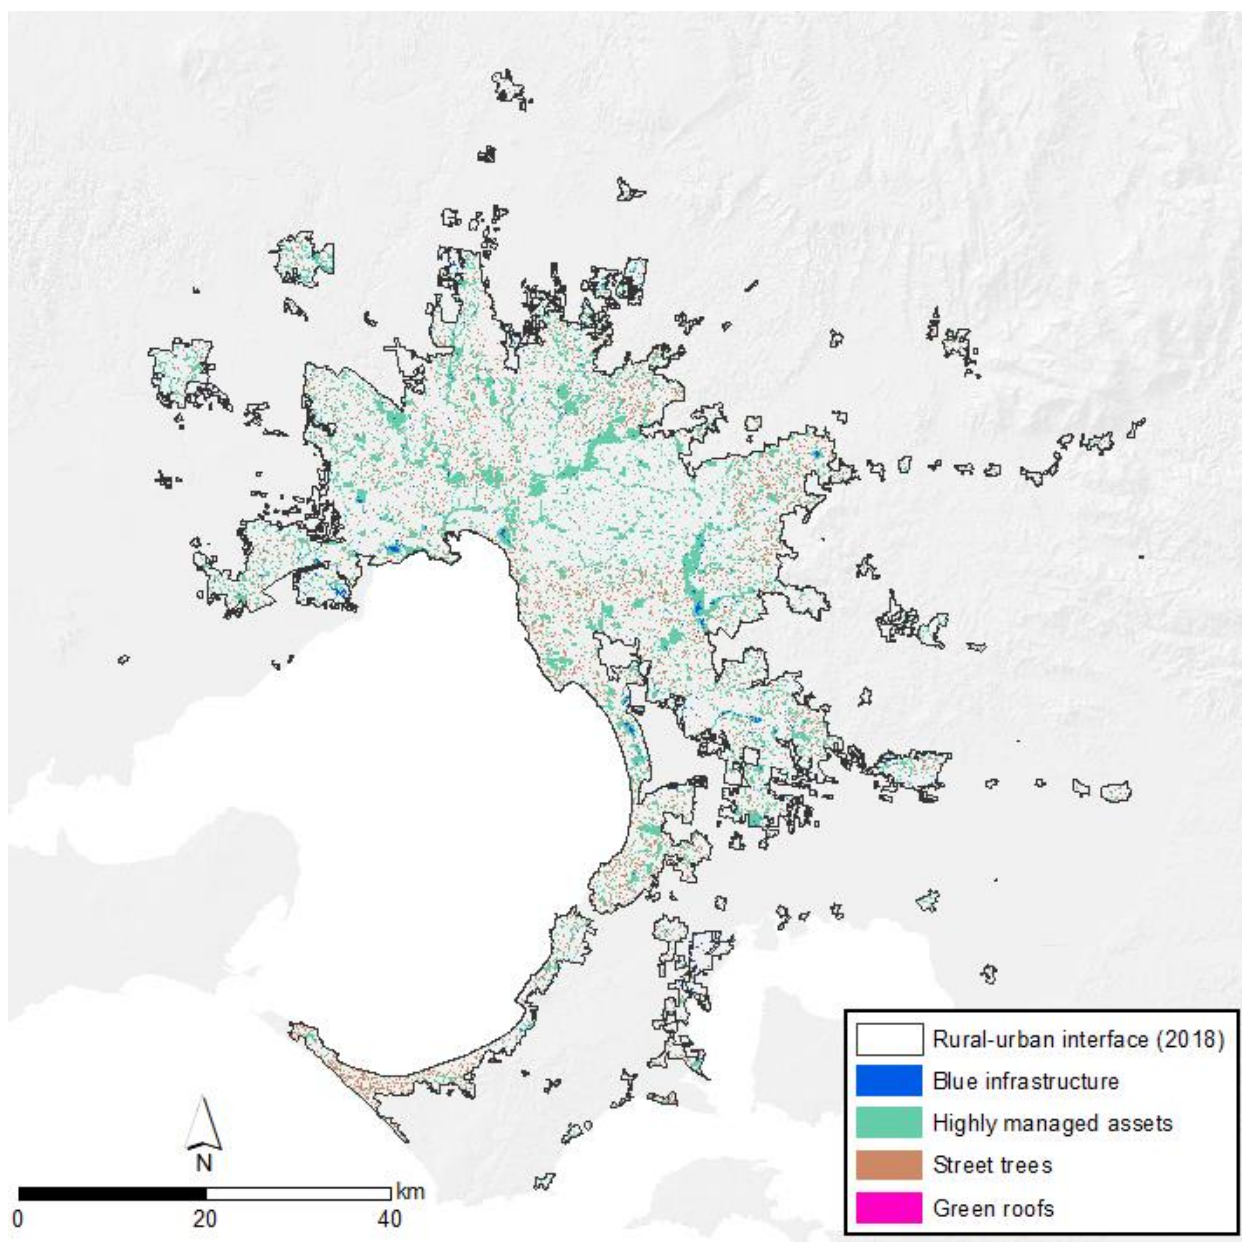 Rural-urban interface (2018)
Blue infrastructure
Highly managed assets
Street trees
Green roofs
N
km
0 20 40